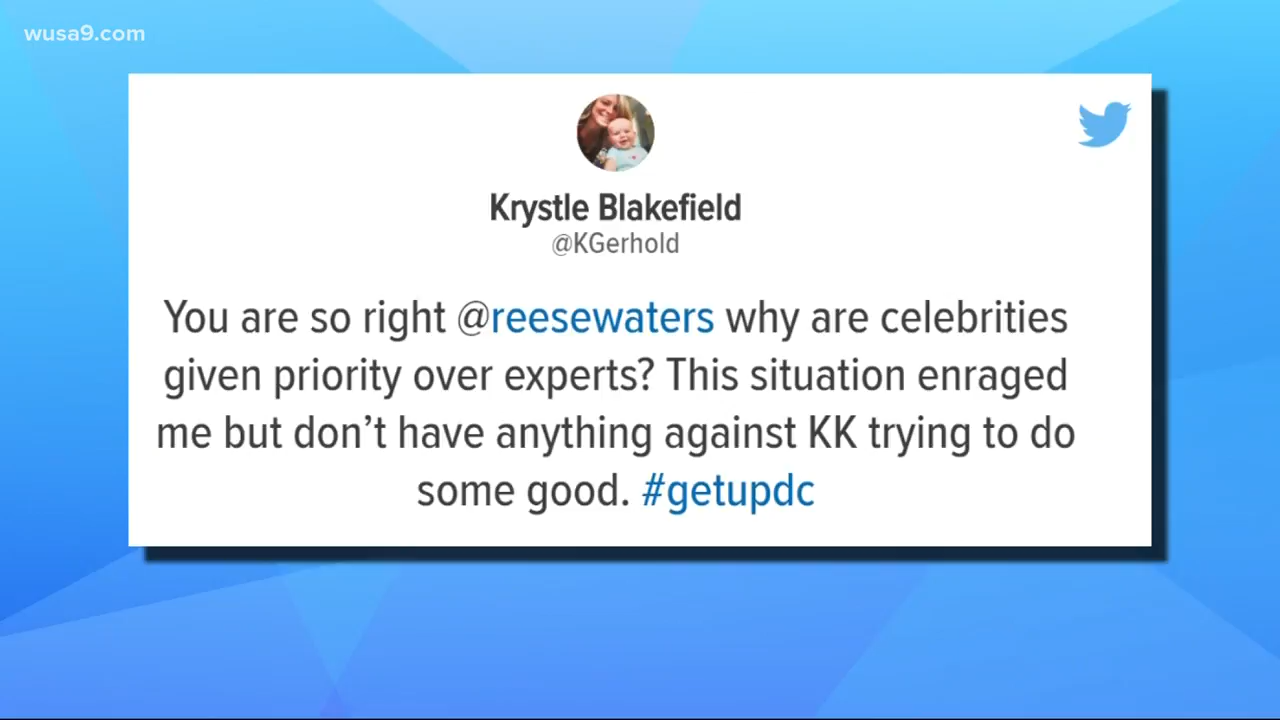 wusa9.com
Krystle Blakefield
@KGerhold
You are so right @reesewaters why are celebrities
given priority over experts? This situation enraged
me but don’t have anything against KK trying to do
some good. #getupdc